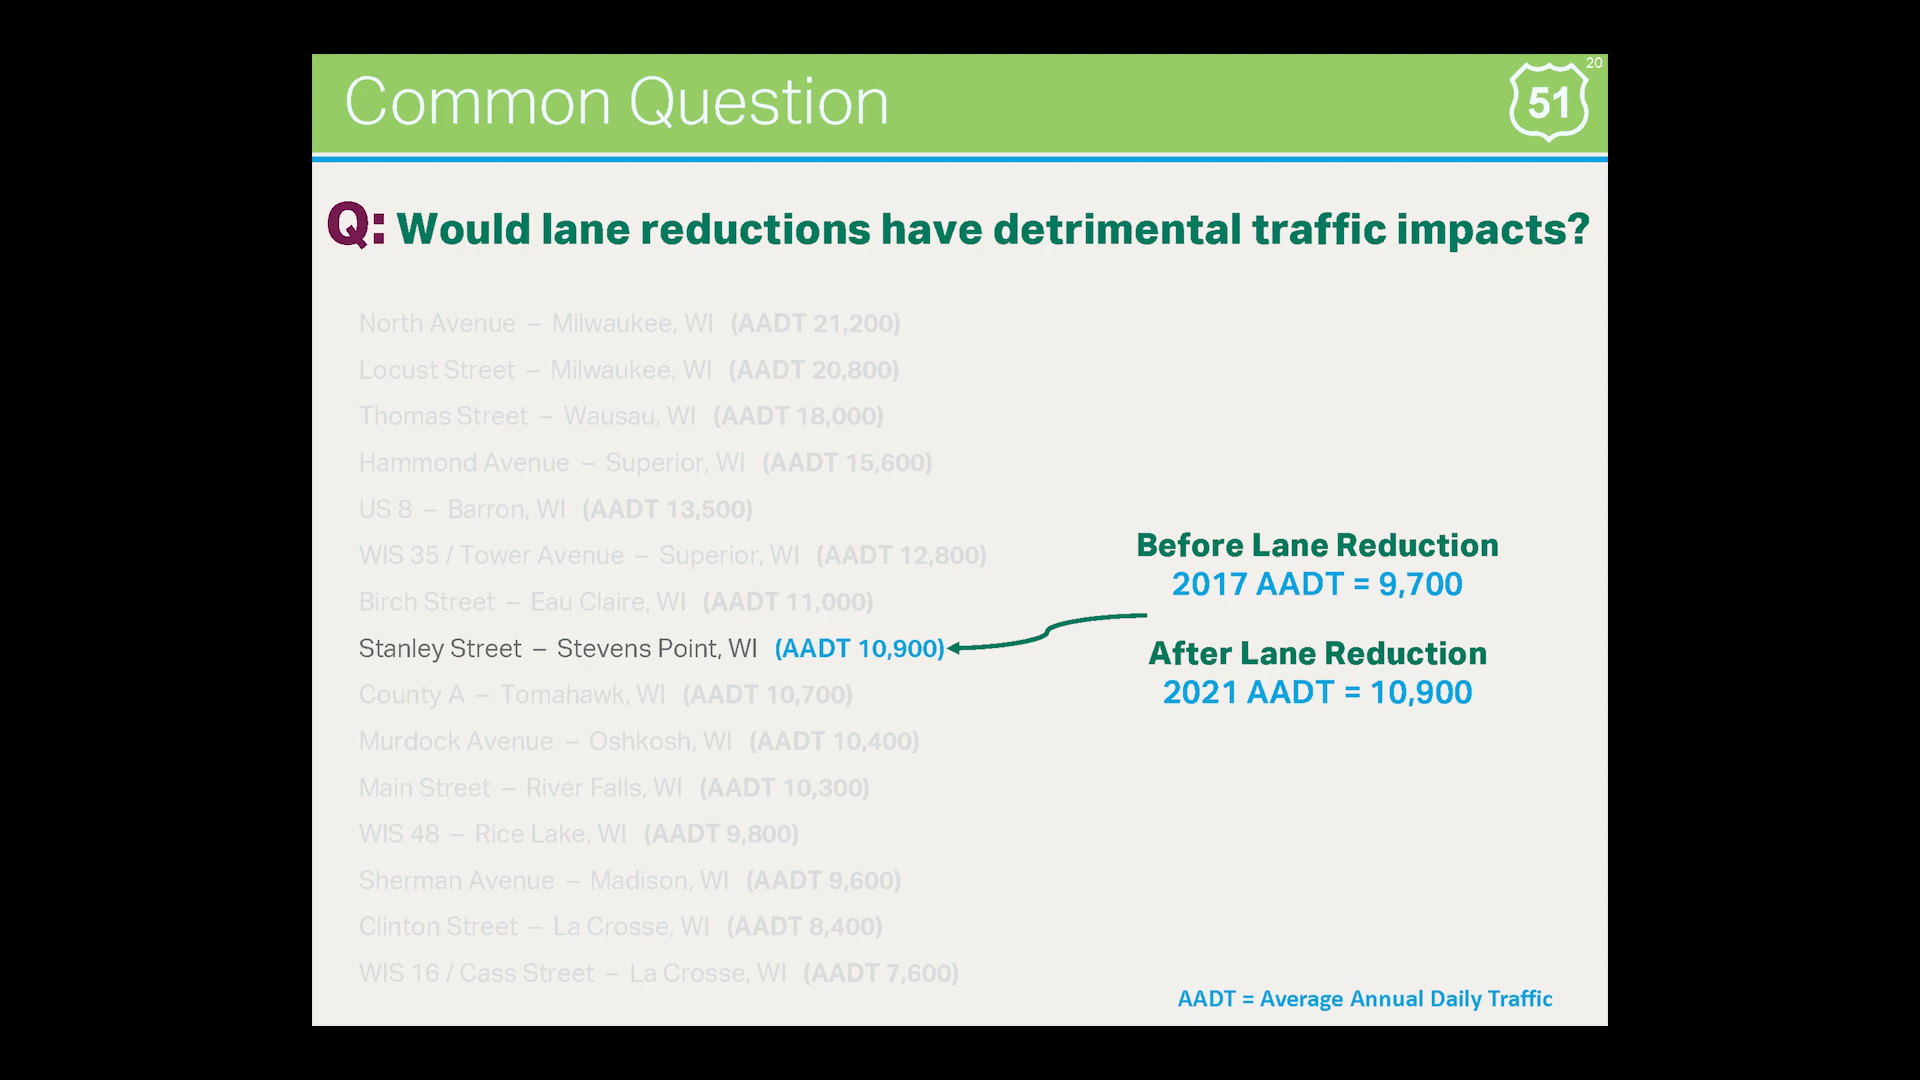 Common Question
51
20
Q: Would lane reductions have detrimental traffic impacts?
North Avenue – Milwaukee, WI (AADT 21,200)
Locust Street – Milwaukee, WI (AADT 20,800)
Thomas Street – Wausau, WI (AADT 18,000)
Hammond Avenue – Superior, WI (AADT 15,600)
US 8 – Barron, WI (AADT 13,500)
WIS 35 / Tower Avenue – Superior, WI (AADT 12,800)
Birch Street – Eau Claire, WI (AADT 11,000)
Stanley Street – Stevens Point, WI (AADT 10,900)
County A – Tomahawk, WI (AADT 10,700)
Murdock Avenue – Oshkosh, WI (AADT 10,400)
Main Street – River Falls, WI (AADT 10,300)
WIS 48 – Rice Lake, WI (AADT 9,800)
Sherman Avenue – Madison, WI (AADT 9,600)
Clinton Street – La Crosse, WI (AADT 8,400)
WIS 16 / Cass Street – La Crosse, WI (AADT 7,600)
Before Lane Reduction
2017 AADT = 9,700
After Lane Reduction
2021 AADT = 10,900
AADT = Average Annual Daily Traffic